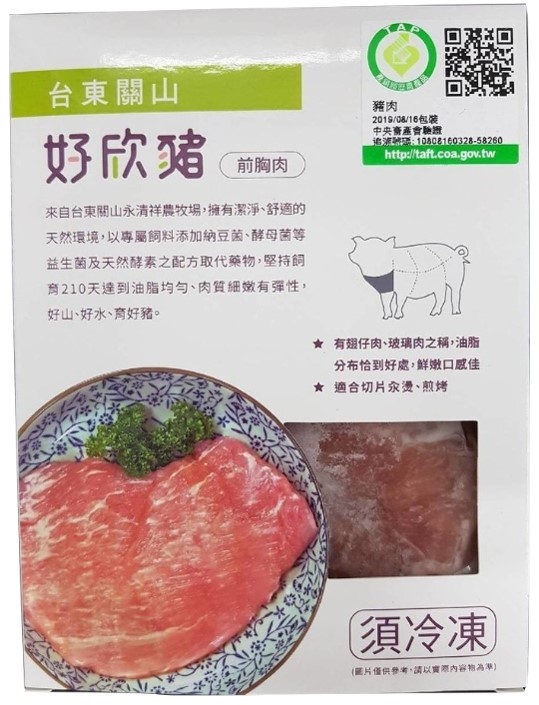 TAP
產銷履歷農產品
豬肉
2019/08/16包裝
中央畜產會驗證
追溯號碼: 10808160328-58260
http://taft.coa.gov.tw
台東關山
好欣豬
前胸肉
來自台東關山永清祥農牧場，擁有潔淨、舒適的
天然環境，以專屬飼料添加納豆菌、酵母菌等
益生菌及天然酵素之配方取代藥物，堅持飼
育210天達到油脂均勻、肉質細嫩有彈性，
好山、好水、育好豬。
★ 有翅仔肉、玻璃肉之稱，油脂
分布恰到好處，鮮嫩口感佳
★ 適合切片汆燙、煎烤
須冷凍
(圖片僅供參考，請以實際內容物為準)